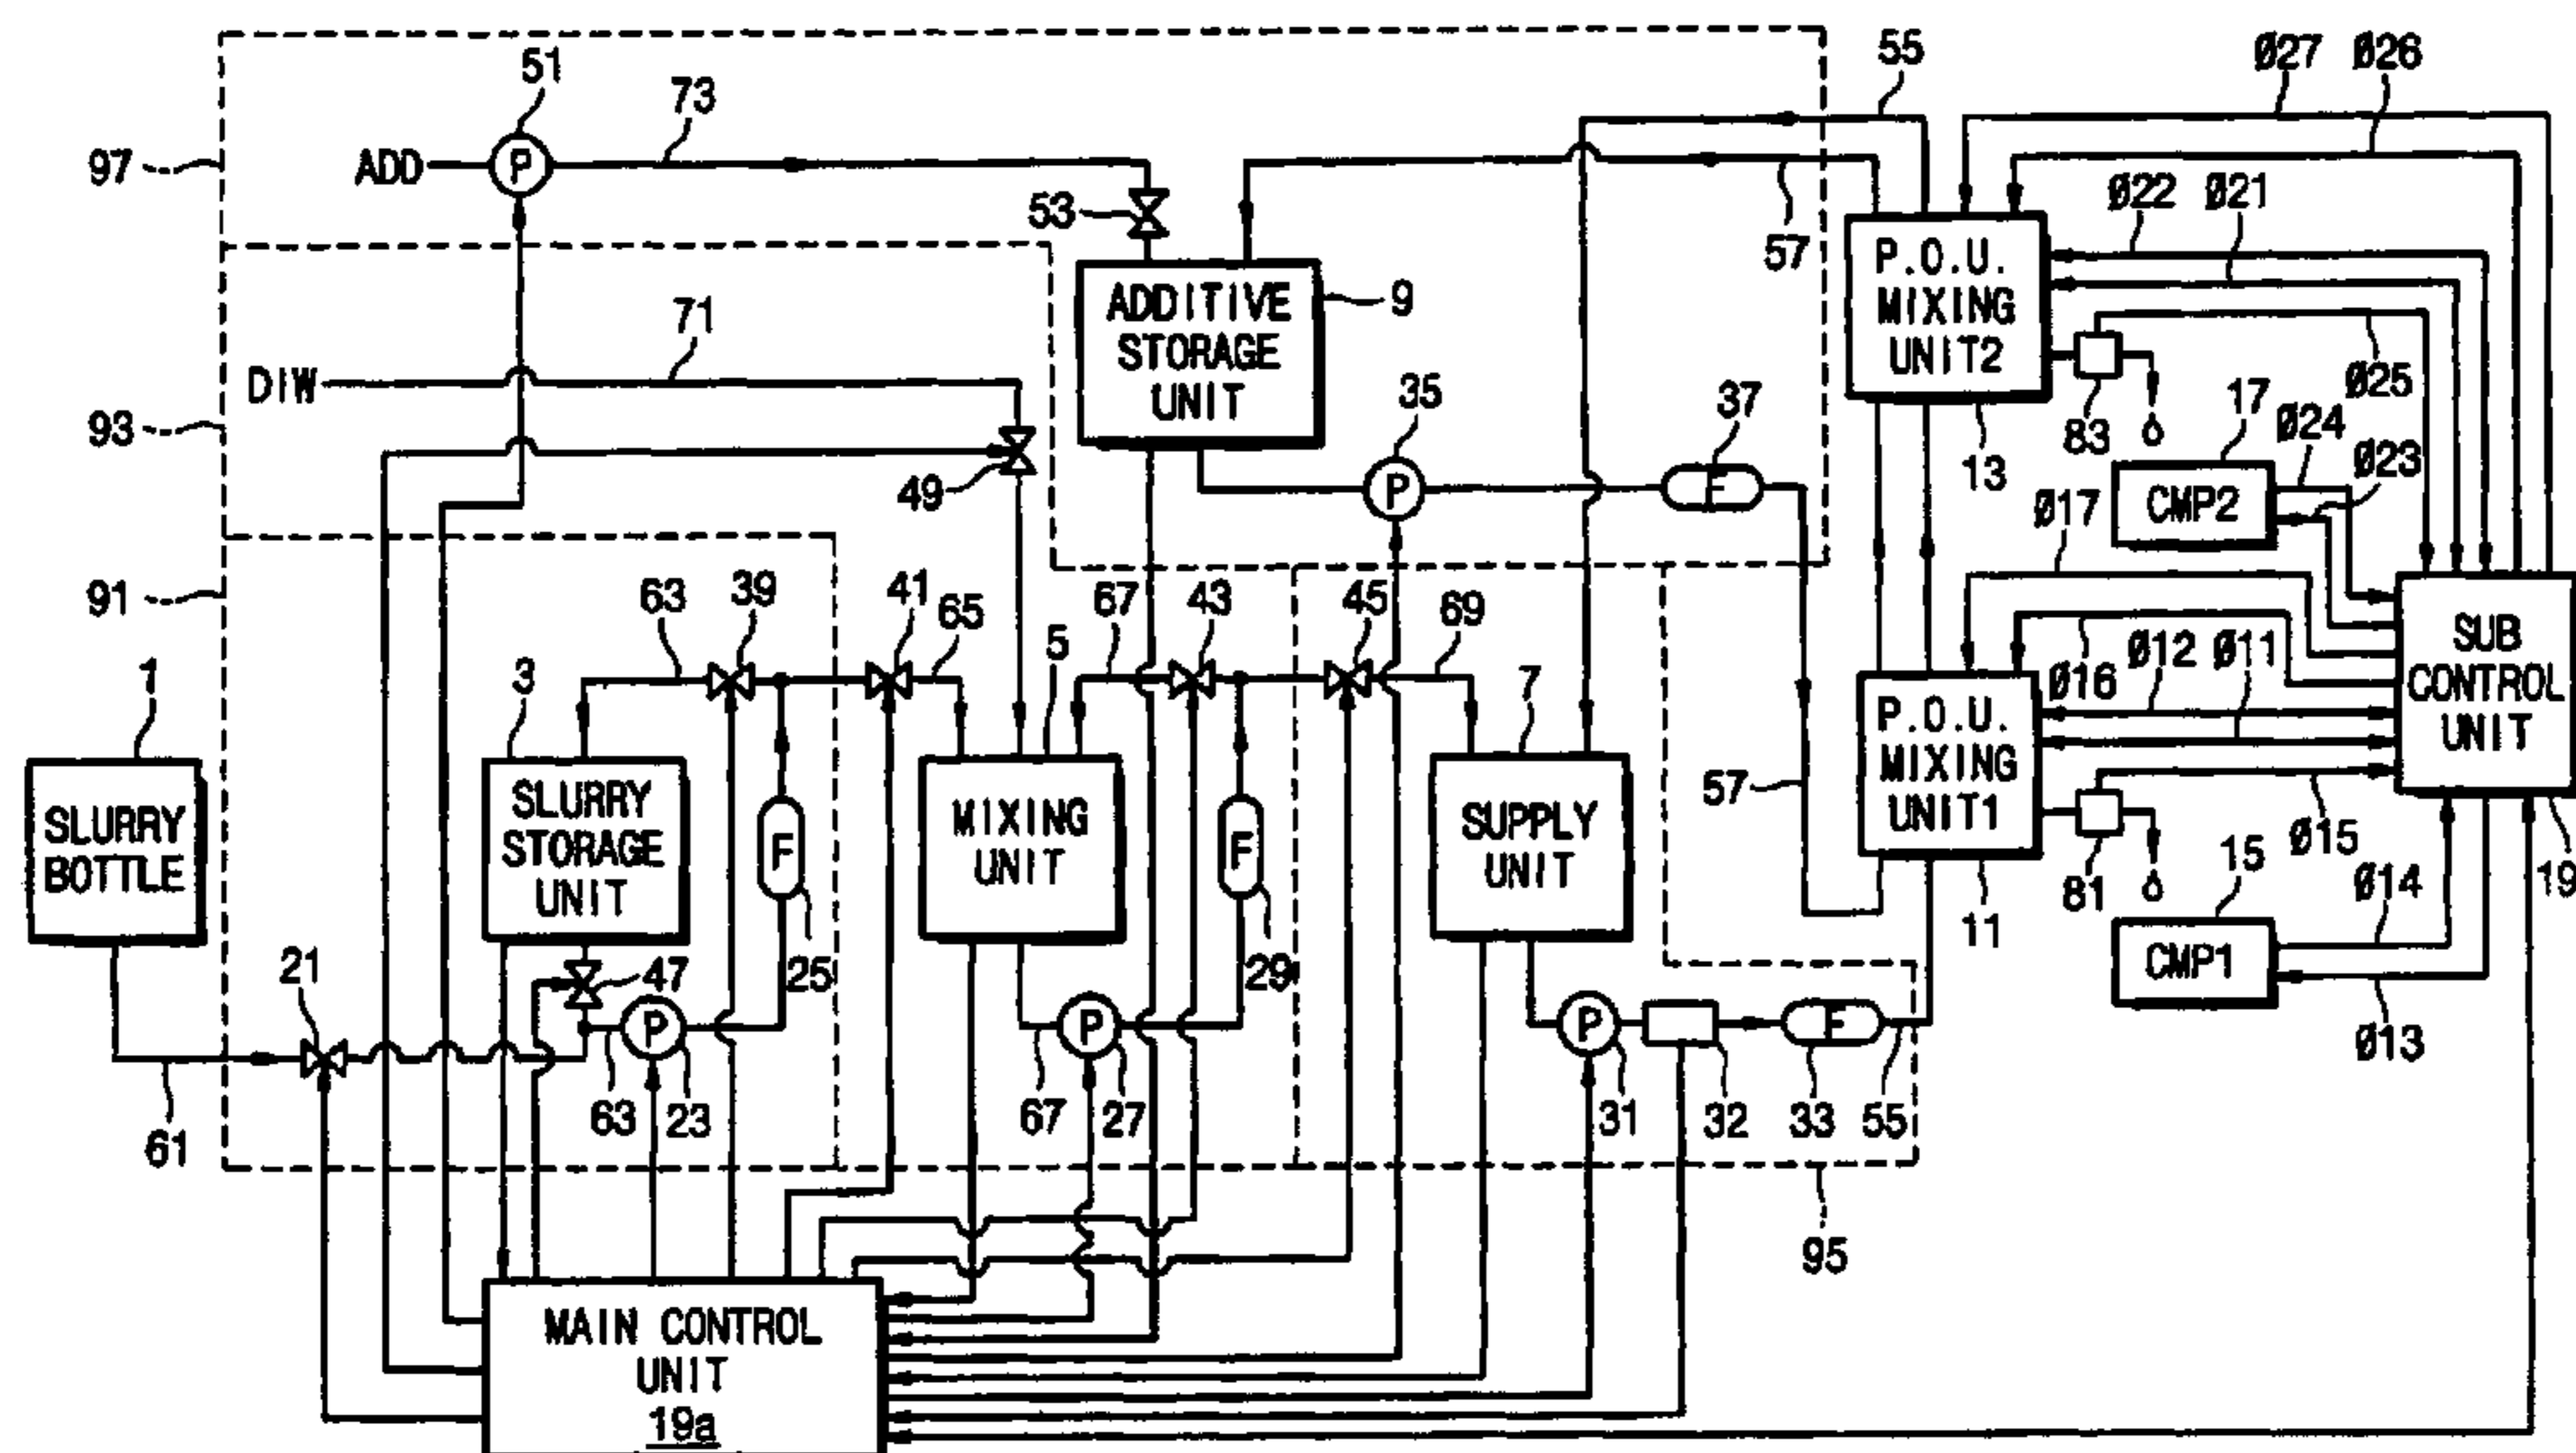 55
Ø27
Ø26
51
73
97
ADD
P
53
57
Ø22
Ø021
P.O.U.
MIXING
UNIT2
ADDITIVE
STORAGE
UNIT
9
71
DIW
93
49
35
P
37
F
13
83
Ø25
17
Ø24
Ø23
CMP2
Ø17
91
63
39
41
65
5
67
43
45
69
7
1
3
SLURRY
BOTTLE
SLURRY
STORAGE
UNIT
F
25
MIXING
UNIT
F
29
SUPPLY
UNIT
57
P.O.U.
MIXING
UNIT1
Ø16
Ø12
Ø11
SUB
CONTROL
UNIT
19
11
81
Ø15
15
Ø14
CMP1
Ø13
21
47
P
63
23
61
P
67
27
P
31
32
F
33
55
95
MAIN CONTROL
UNIT
19a